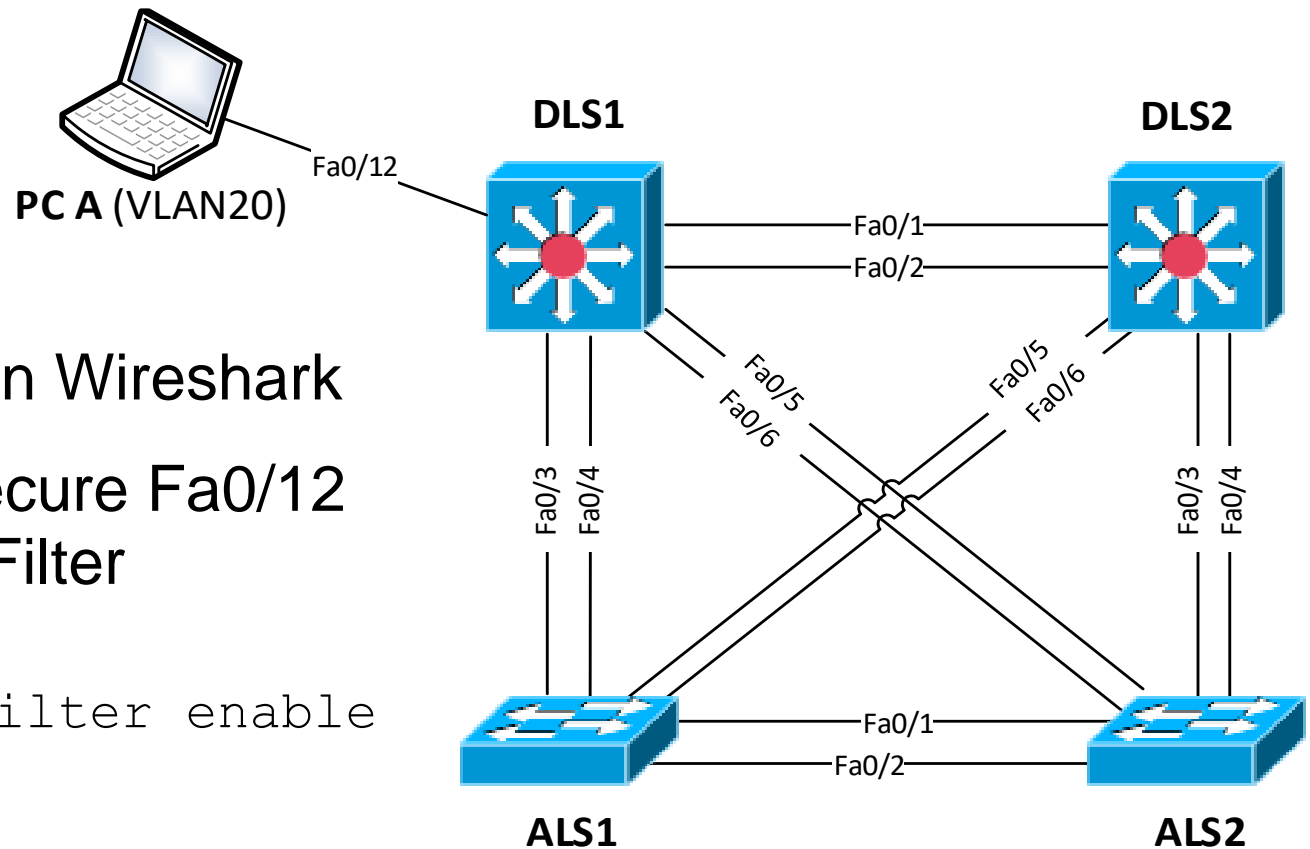 DLS1
DLS2
Fa0/12
PC A (VLAN20)
Fa0/1
Fa0/2
n Wireshark
Fa0/5
Fa0/6
Fa0/5
Fa0/6
ecure Fa0/12
Filter
Fa0/3
Fa0/4
Fa0/3
Fa0/4
ilter enable
Fa0/1
Fa0/2
ALS1
ALS2